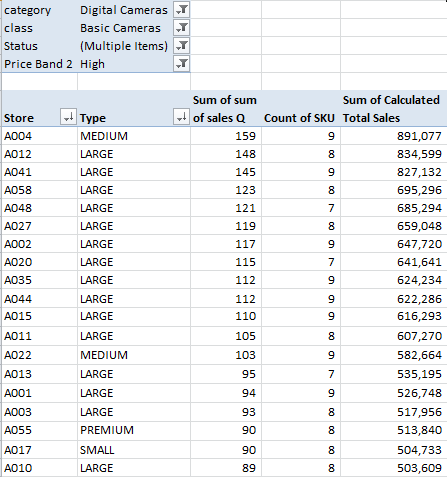 category Digital Cameras
class Basic Cameras
Status (Multiple Items)
Price Band 2 High
Sum of sum Sum of Calculated
Store Type of sales Q Count of SKU Total Sales
A004 MEDIUM 159 9 891,077
A012 LARGE 148 8 834,599
A041 LARGE 145 9 827,132
A058 LARGE 123 8 695,296
A048 LARGE 121 7 685,294
A027 LARGE 119 8 659,048
A002 LARGE 117 9 647,720
A020 LARGE 115 7 641,641
A035 LARGE 112 9 624,234
A044 LARGE 112 9 622,286
A015 LARGE 110 9 616,293
A011 LARGE 105 8 607,270
A022 MEDIUM 103 9 582,664
A013 LARGE 95 7 535,195
A001 LARGE 94 9 526,748
A003 LARGE 93 8 517,956
A055 PREMIUM 90 8 513,840
A017 SMALL 90 8 504,733
A010 LARGE 89 8 503,609